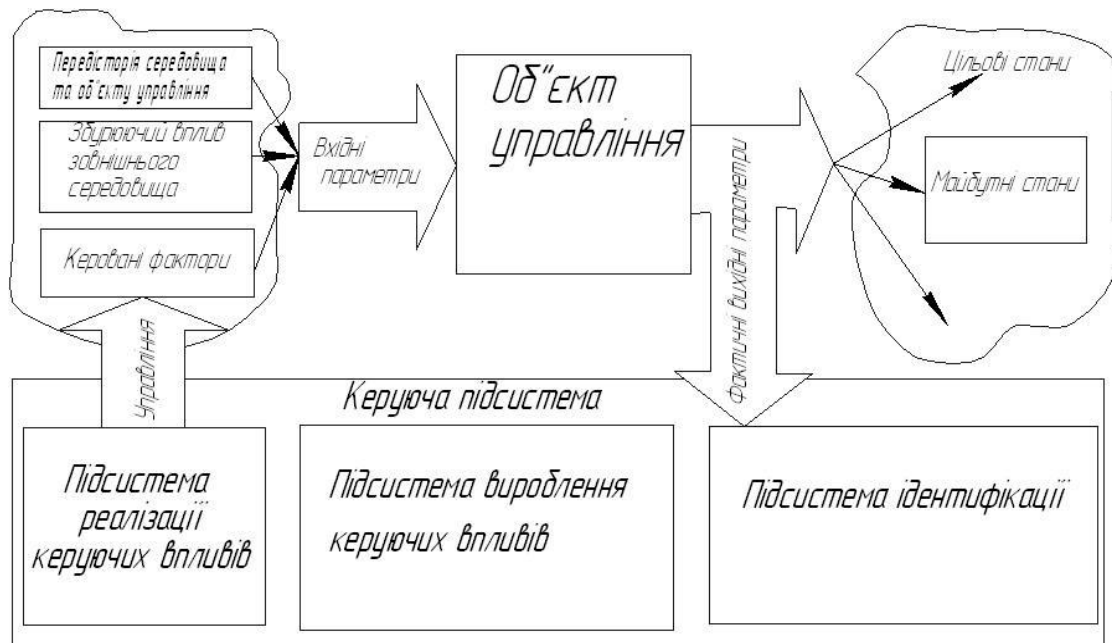 Передісторія середовища
та об'єкту управління
Збурюючий вплив
зовнішнього
середовища
Керовані фактори
Вхідні
параметри
Об"єкт
управління
Фактичні вихідні параметри
Цільові стани
Майбутні стани
Управління
Керуюча підсистема
Підсистема
реалізації
керуючих впливів
Підсистема вироблення
керуючих впливів
Підсистема ідентифікації